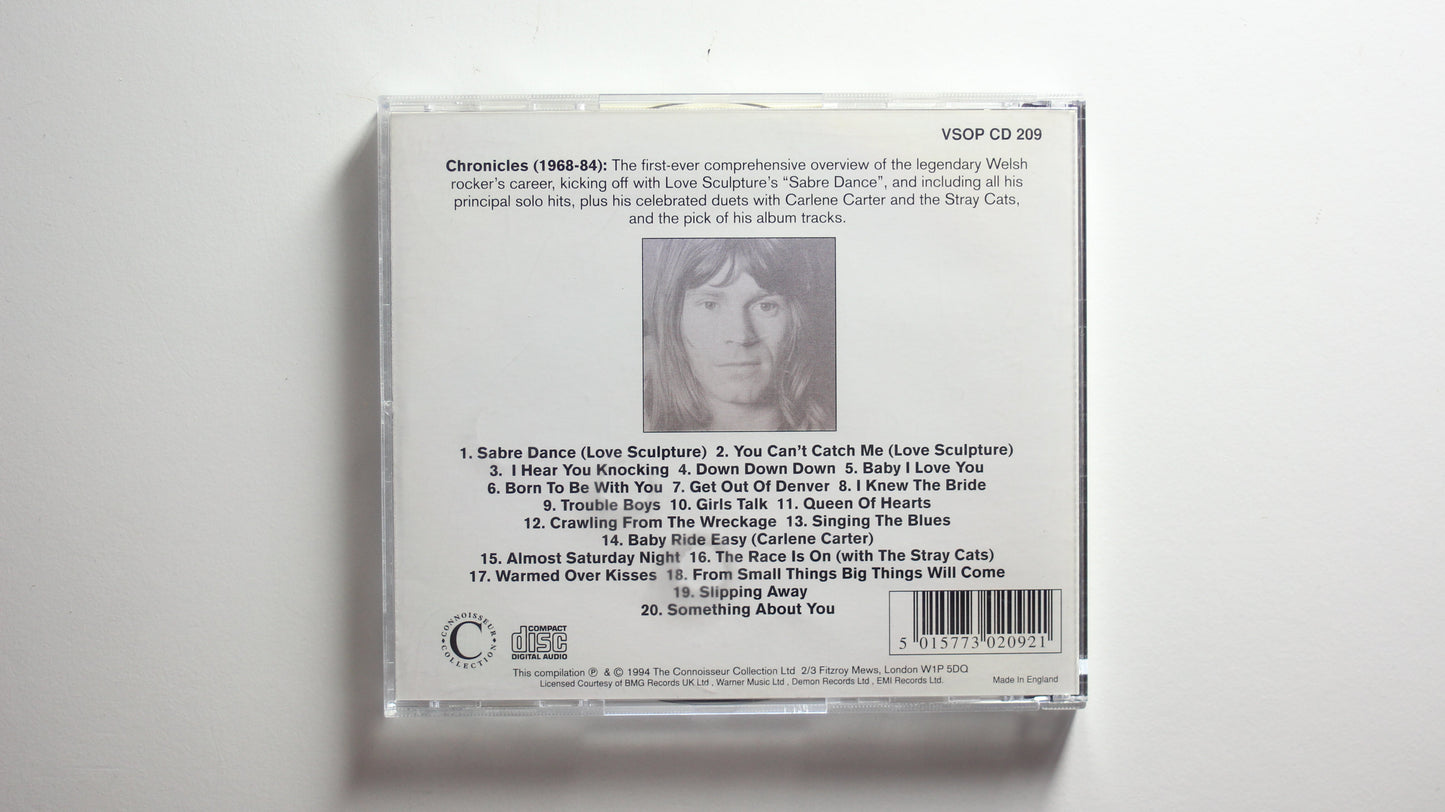 VSOP CD 209
Chronicles (1968-84): The first-ever comprehensive overview of the legendary Welsh
rocker's career, kicking off with Love Sculpture's “Sabre Dance”, and including all his
principal solo hits, plus his celebrated duets with Carlene Carter and the Stray Cats,
and the pick of his album tracks.
1. Sabre Dance (Love Sculpture) 2. You Can't Catch Me (Love Sculpture)
3. I Hear You Knocking 4. Down Down Down 5. Baby I Love You
6. Born To Be With You 7. Get Out Of Denver 8. I Knew The Bride
9. Trouble Boys 10. Girls Talk 11. Queen Of Hearts
12. Crawling From The Wreckage 13. Singing The Blues
14. Baby Ride Easy (Carlene Carter)
15. Almost Saturday Night 16. The Race Is On (with The Stray Cats)
17. Warmed Over Kisses 18. From Small Things Big Things Will Come
19. Slipping Away
20. Something About You
CONNOISSEUR
C
COLLECTION
COMPACT
disc
DIGITAL AUDIO
5 015773 020921
This compilation ℗ & © 1994 The Connoisseur Collection Ltd 2/3 Fitzroy Mews, London W1P 5DQ
Licensed Courtesy of BMG Records UK Ltd , Warner Music Ltd , Demon Records Ltd , EMI Records Ltd.
Made In England